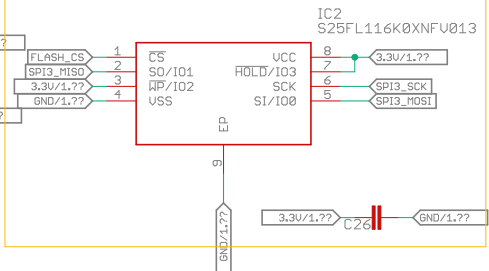 IC2
S25FL116K0XNFV013
FLASH_CS 1 CS VCC 8 3.3V/1.??
SPI3_MISO 2 SO/IO1 HOLD/IO3 7
3.3V/1.?? 3 WP/IO2 SCK 6 SPI3_SCK
GND/1.?? 4 VSS SI/IO0 5 SPI3_MOSI
EP
9
GND/1.??
3.3V/1.?? C26 GND/1.??
?
?